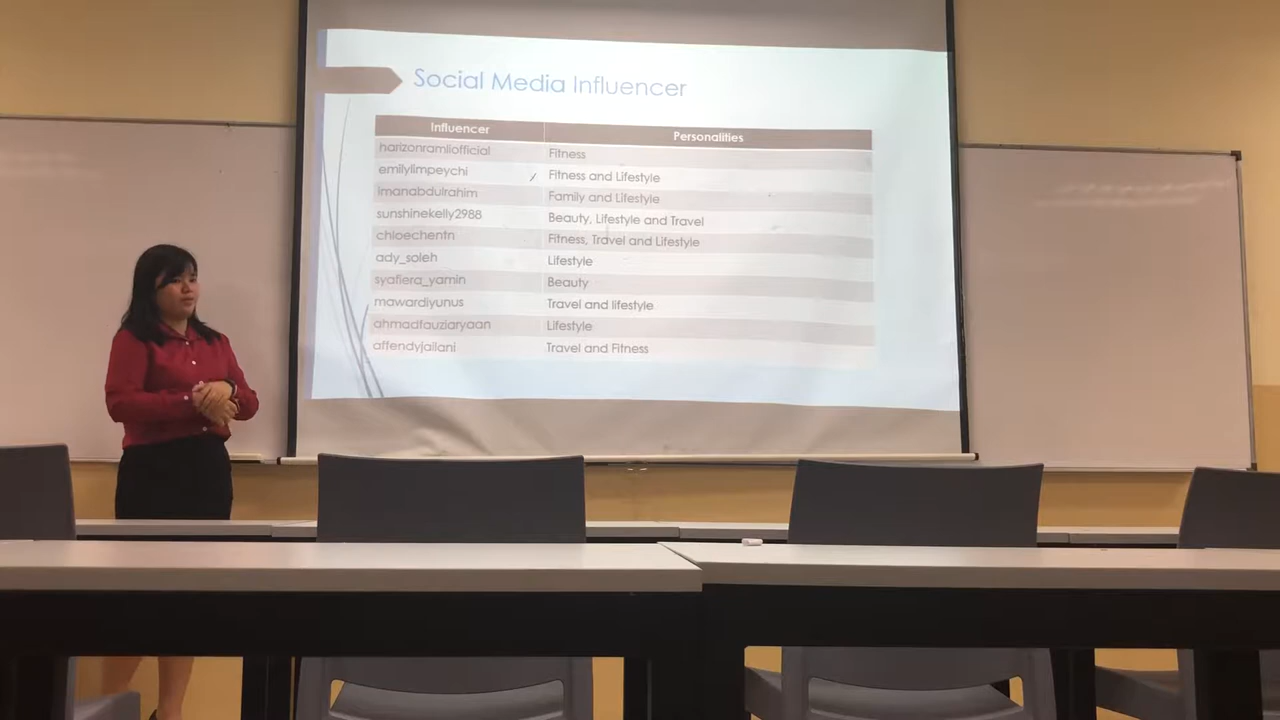 Social Media Influencer
Influencer Personalities
harizonramliofficial Fitness
emilylimpeychi Fitness and Lifestyle
imanabdulrahim Family and Lifestyle
sunshinekelly2988 Beauty, Lifestyle and Travel
chloechentn Fitness, Travel and Lifestyle
ady_soleh Lifestyle
syafiera_yamin Beauty
mawardiyunus Travel and lifestyle
ahmadfauziaryaan Lifestyle
affendyjailani Travel and Fitness